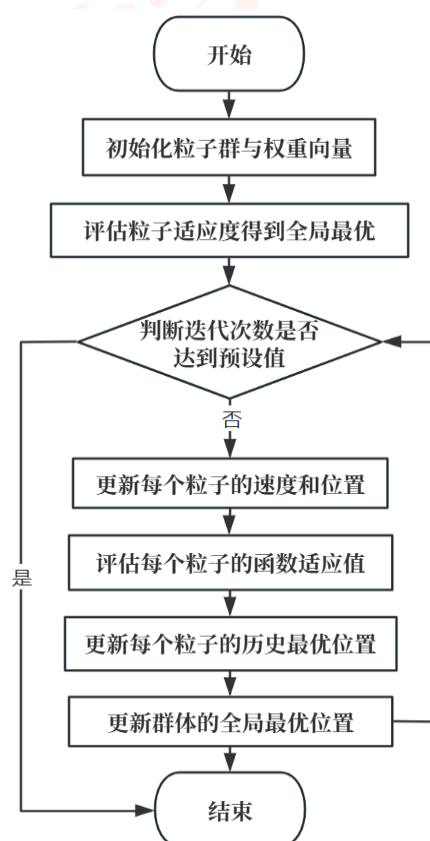 开始
初始化粒子群与权重向量
评估粒子适应度得到全局最优
判断迭代次数是否
达到预设值
否
更新每个粒子的速度和位置
评估每个粒子的函数适应值
是
更新每个粒子的历史最优位置
更新群体的全局最优位置
结束